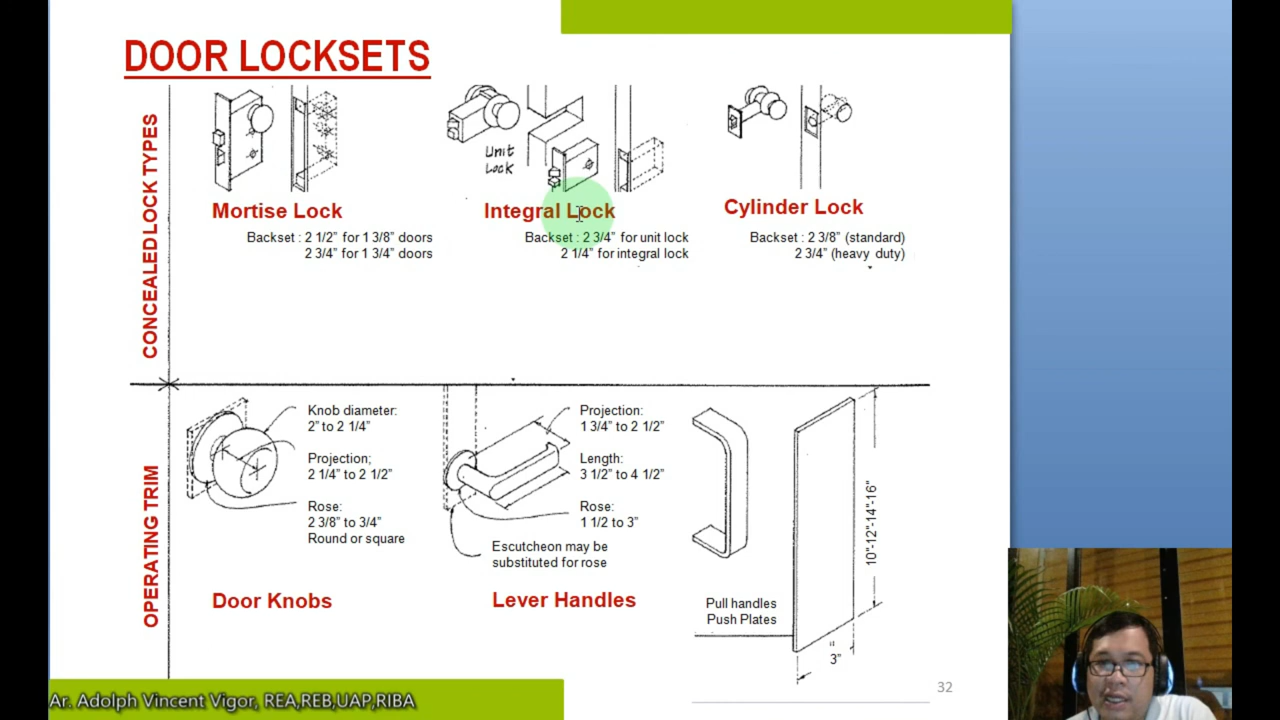 DOOR LOCKSETS
CONCEALED LOCK TYPES
Unit
Lock
Mortise Lock
Backset : 2 1/2" for 1 3/8" doors
2 3/4" for 1 3/4" doors
Integral Lock
Backset : 2 3/4" for unit lock
2 1/4" for integral lock
Cylinder Lock
Backset : 2 3/8" (standard)
2 3/4" (heavy duty)
OPERATING TRIM
Knob diameter:
2" to 2 1/4"
Projection;
2 1/4" to 2 1/2"
Rose:
2 3/8" to 3/4"
Round or square
Door Knobs
Projection:
1 3/4" to 2 1/2"
Length:
3 1/2" to 4 1/2"
Rose:
1 1/2 to 3"
Escutcheon may be
substituted for rose
Lever Handles
Pull handles
Push Plates
10"-12"-14"-16"
3"
32
Ar. Adolph Vincent Vigor, REA,REB,UAP,RIBA